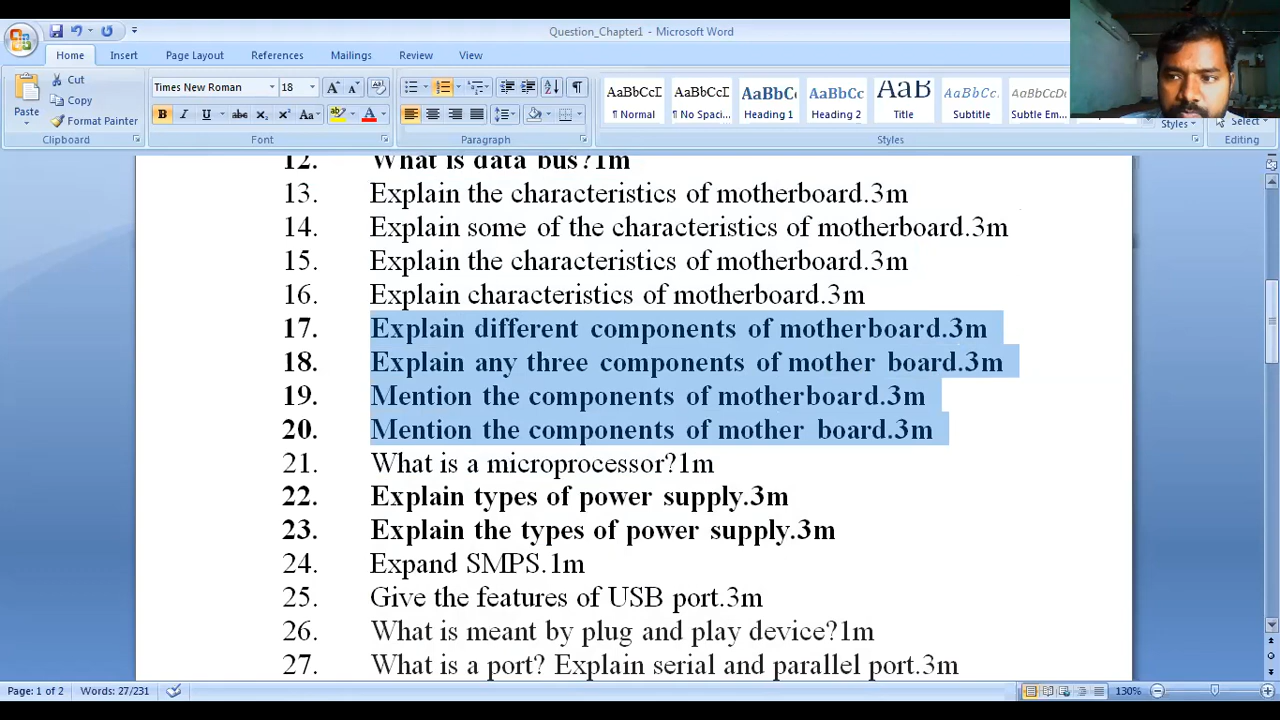 Question_Chapter1 - Microsoft Word
Home Insert Page Layout References Mailings Review View
Paste
Cut
Copy
Format Painter
Clipboard
Times New Roman 18
Font
Paragraph
AaBbCcI AaBbCcI AaBbC AaBbCc AaB AaBbCc. AaBbCcDc
¶ Normal ¶ No Spaci... Heading 1 Heading 2 Title Subtitle Subtle Em...
Styles
Styles
Select
Editing
12. What is data bus?1m
13. Explain the characteristics of motherboard.3m
14. Explain some of the characteristics of motherboard.3m
15. Explain the characteristics of motherboard.3m
16. Explain characteristics of motherboard.3m
17. Explain different components of motherboard.3m
18. Explain any three components of mother board.3m
19. Mention the components of motherboard.3m
20. Mention the components of mother board.3m
21. What is a microprocessor?1m
22. Explain types of power supply.3m
23. Explain the types of power supply.3m
24. Expand SMPS.1m
25. Give the features of USB port.3m
26. What is meant by plug and play device?1m
27. What is a port? Explain serial and parallel port.3m
Page: 1 of 2 Words: 27/231 130%